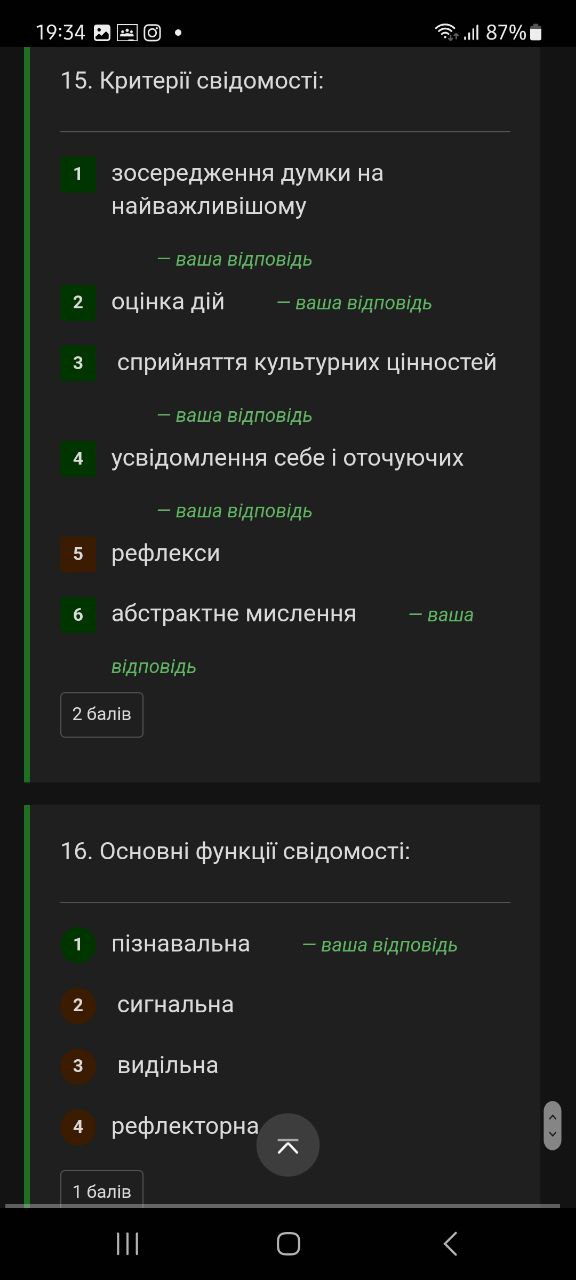 19:34 87%
15. Критерії свідомості:
1 зосередження думки на
найважливішому
— ваша відповідь
2 оцінка дій — ваша відповідь
3 сприйняття культурних цінностей
— ваша відповідь
4 усвідомлення себе і оточуючих
— ваша відповідь
5 рефлекси
6 абстрактне мислення — ваша
відповідь
2 балів
16. Основні функції свідомості:
1 пізнавальна — ваша відповідь
2 сигнальна
3 видільна
4 рефлекторна
1 балів